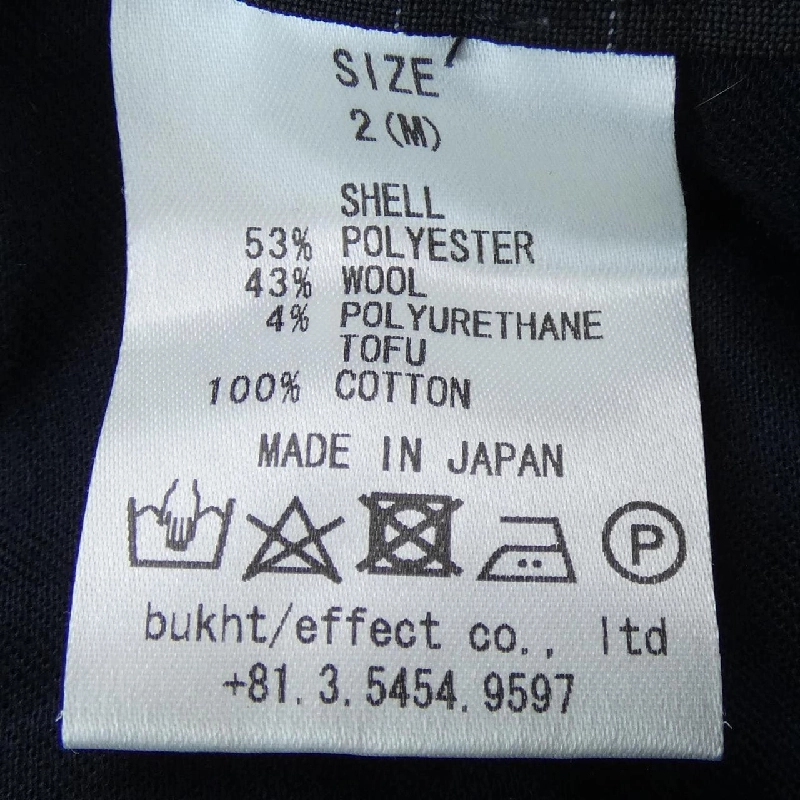 SIZE
2(M)
SHELL
53% POLYESTER
43% WOOL
4% POLYURETHANE
TOFU
100% COTTON
MADE IN JAPAN
P
bukht/effect co., ltd
+81.3.5454.9597